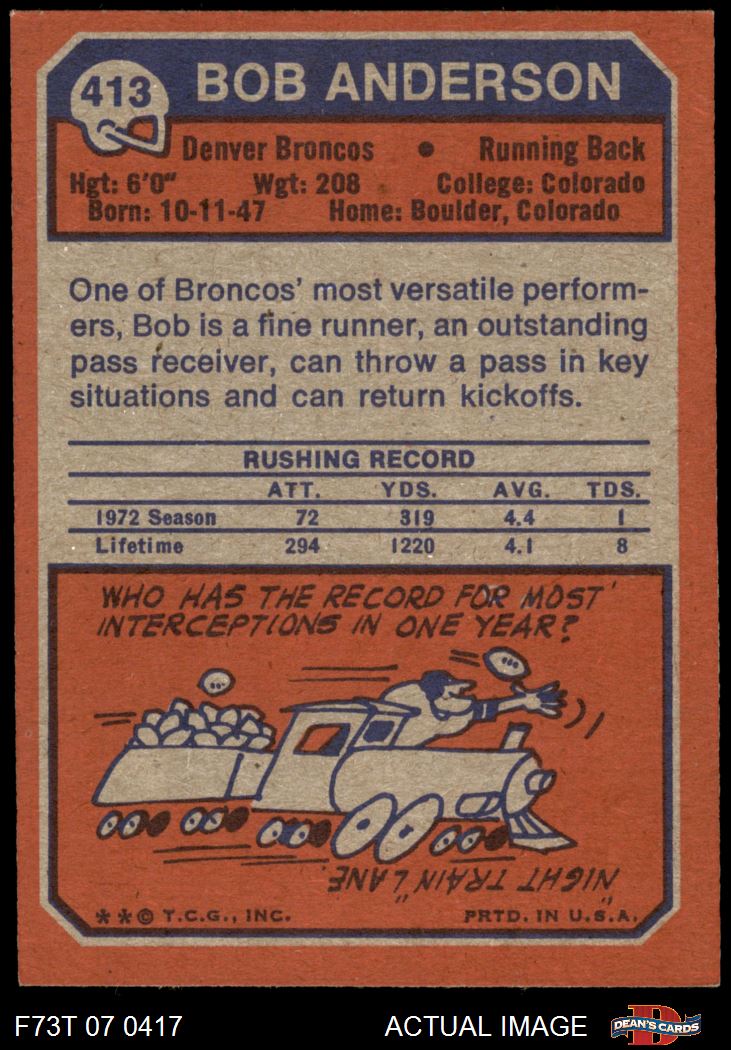 413 BOB ANDERSON
Denver Broncos • Running Back
Hgt: 6'0" Wgt: 208 College: Colorado
Born: 10-11-47 Home: Boulder, Colorado
One of Broncos' most versatile perform-
ers, Bob is a fine runner, an outstanding
pass receiver, can throw a pass in key
situations and can return kickoffs.
RUSHING RECORD
ATT. YDS. AVG. TDS.
1972 Season 72 319 4.4 1
Lifetime 294 1220 4.1 8
WHO HAS THE RECORD FOR MOST
INTERCEPTIONS IN ONE YEAR?
"NIGHT TRAIN" LANE.
**© T.C.G., INC. PRTD. IN U.S.A.
F73T 07 0417 ACTUAL IMAGE DEAN'S CARDS